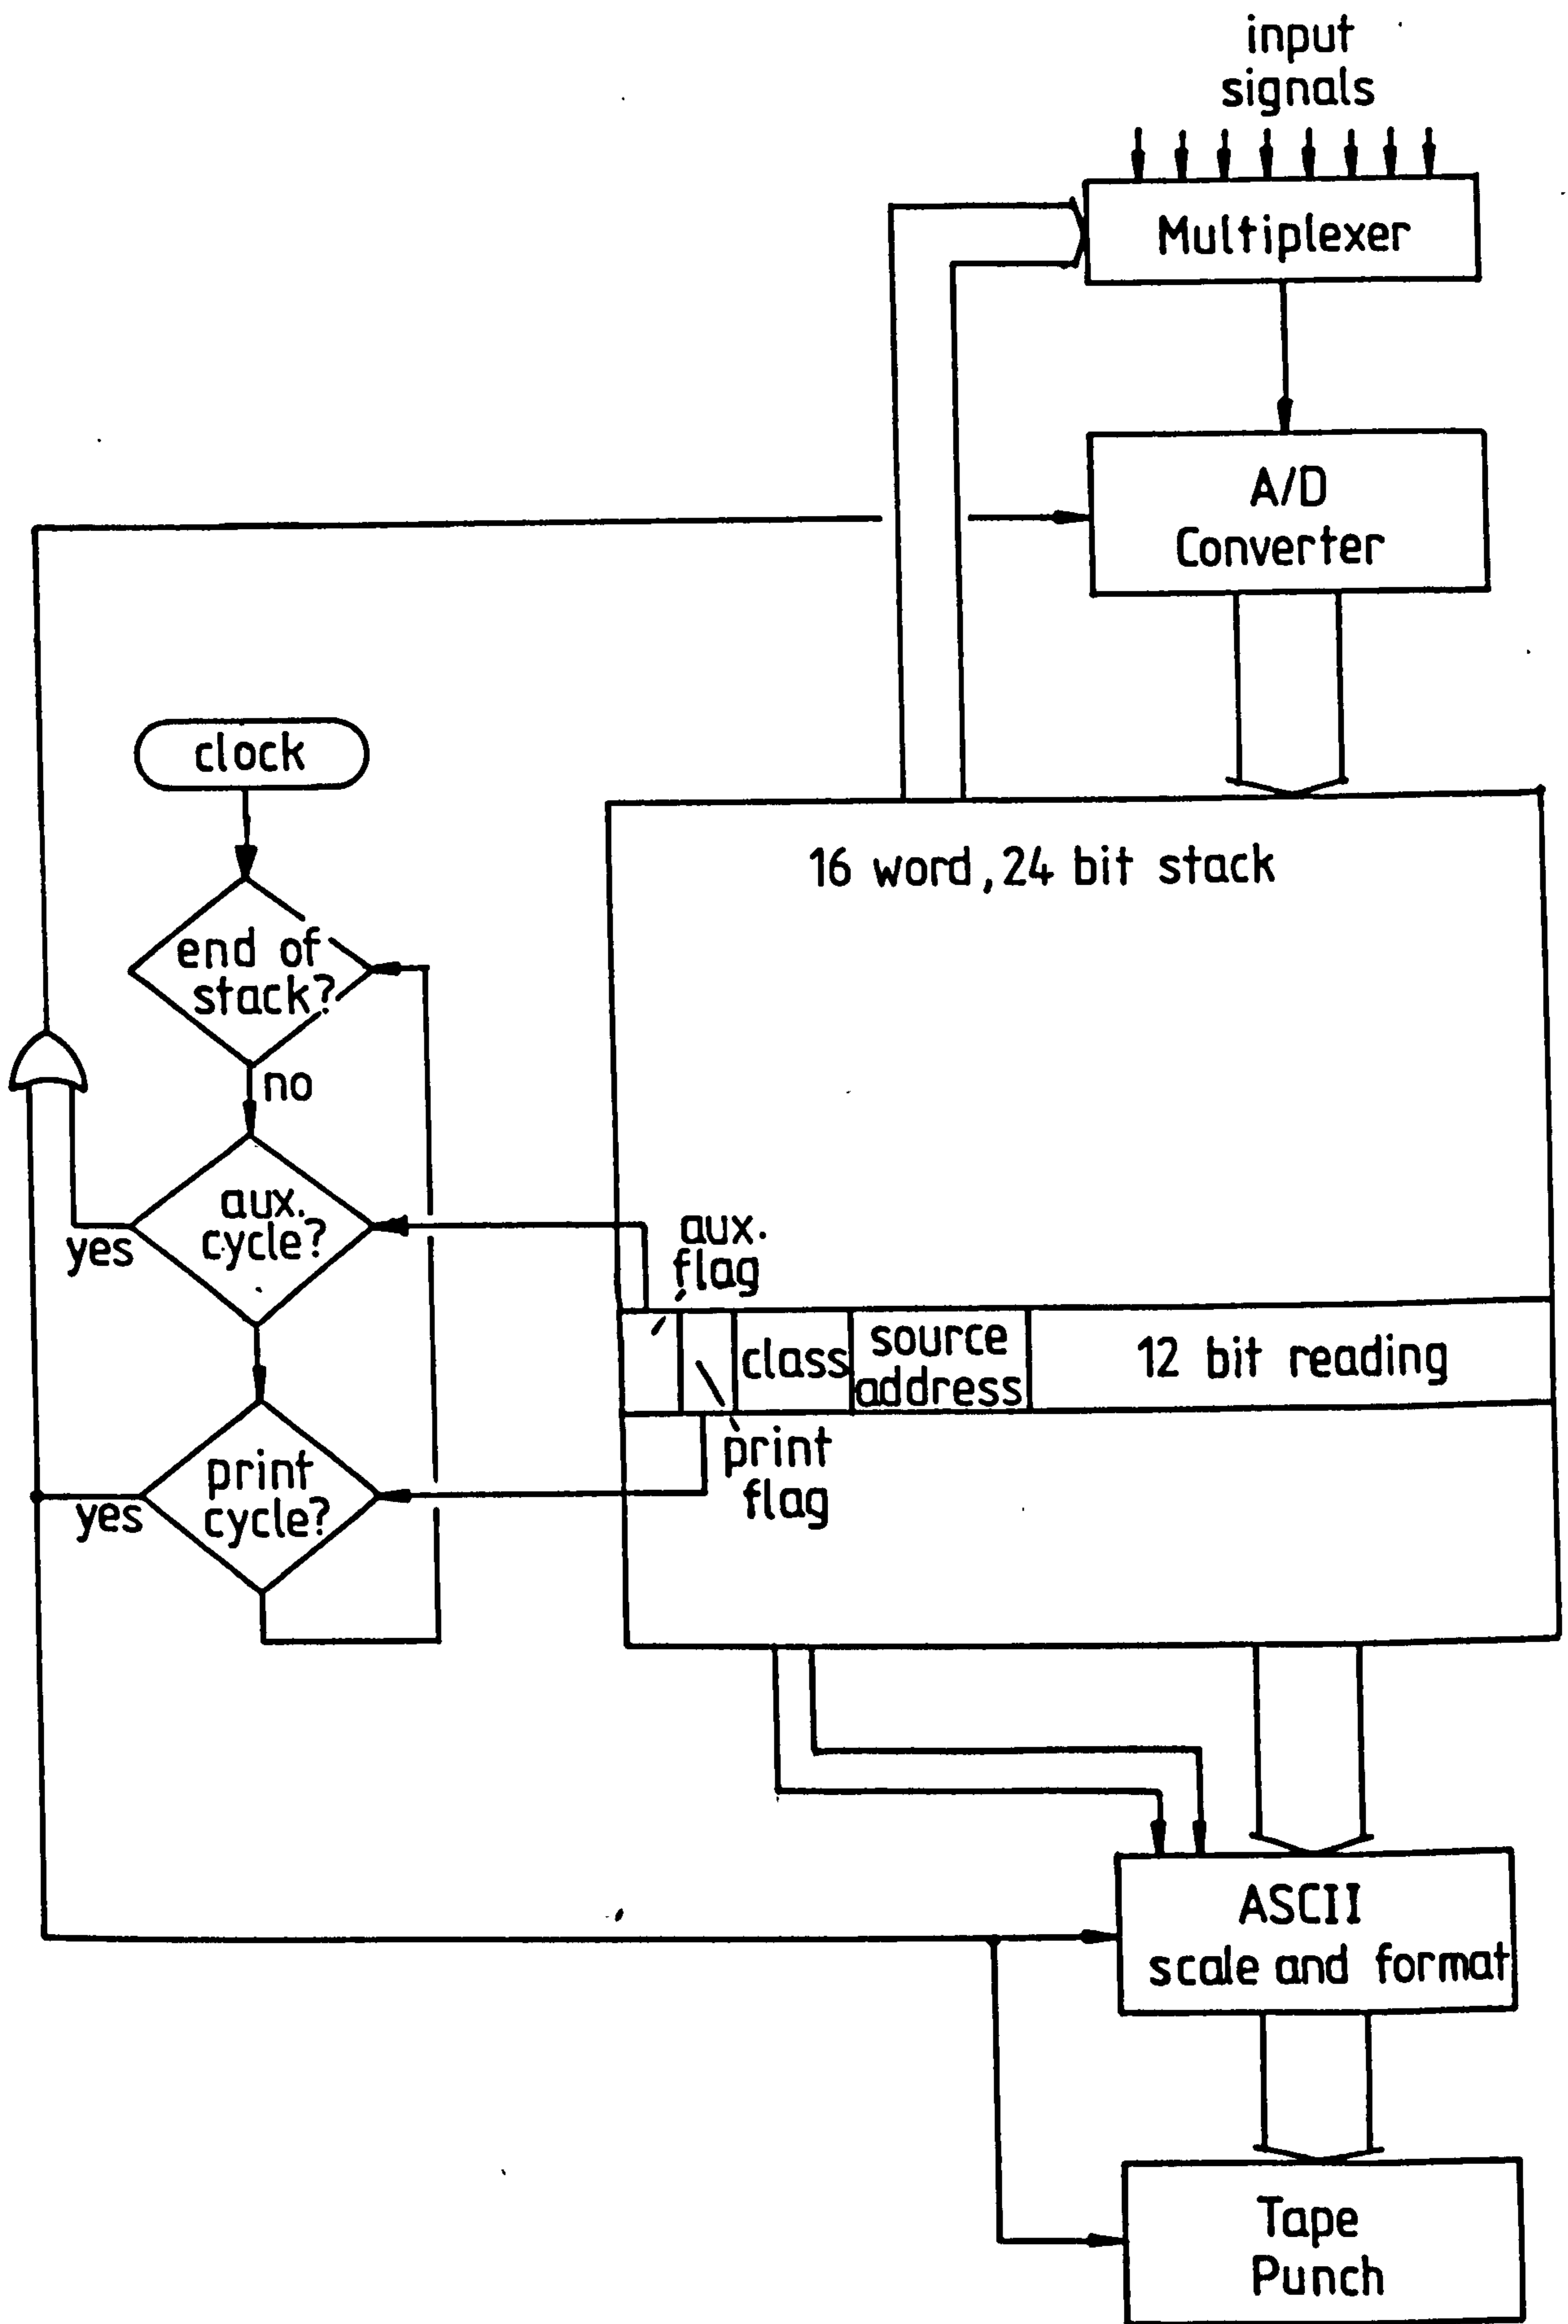 input
signals
Multiplexer
A/D
Converter
clock
16 word, 24 bit stack
end of
stack?
no
aux.
cycle?
yes
aux.
flag
class
source
address
12 bit reading
print
flag
print
cycle?
yes
ASCII
scale and format
Tape
Punch